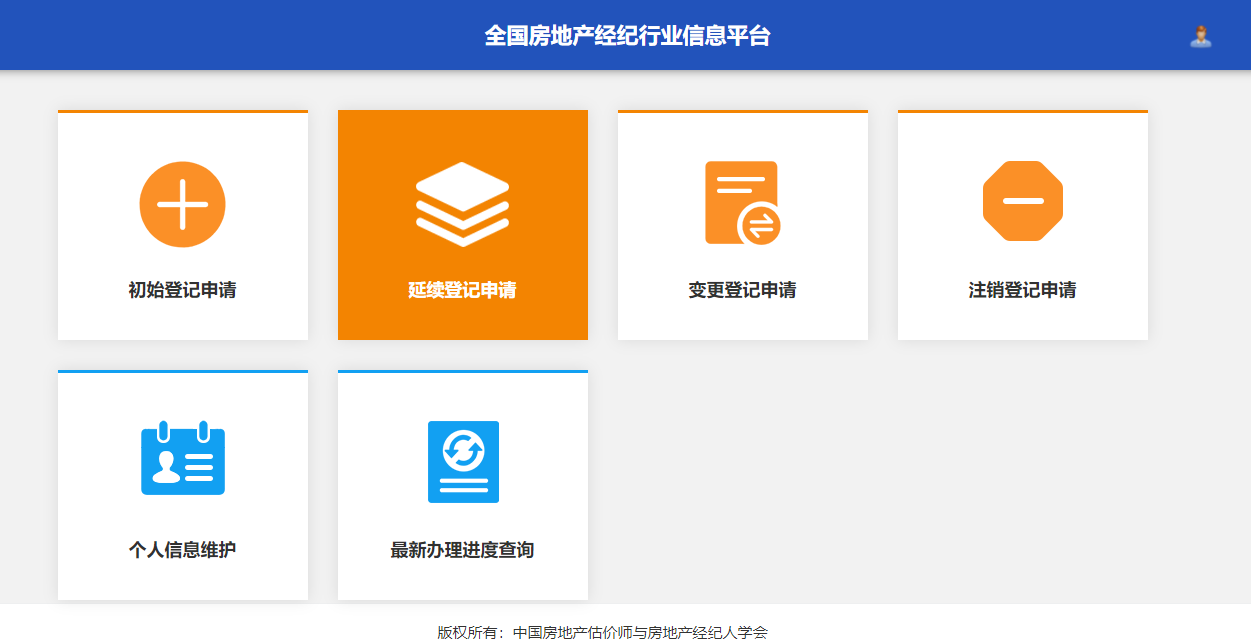 全国房地产经纪行业信息平台
初始登记申请
延续登记申请
变更登记申请
注销登记申请
个人信息维护
最新办理进度查询
版权所有：中国房地产估价师与房地产经纪人学会